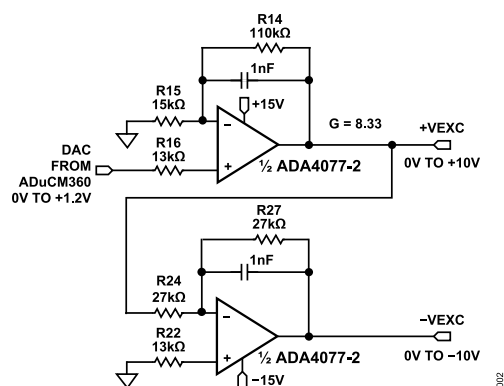 R14
110kΩ
1nF
R15
15kΩ
+15V
G = 8.33
+VEXC
R16
13kΩ
DAC
FROM
ADuCM360
0V TO +1.2V
−
+
½ ADA4077-2
0V TO +10V
R27
27kΩ
1nF
R24
27kΩ
−VEXC
R22
13kΩ
−
+
½ ADA4077-2
0V TO −10V
−15V
002